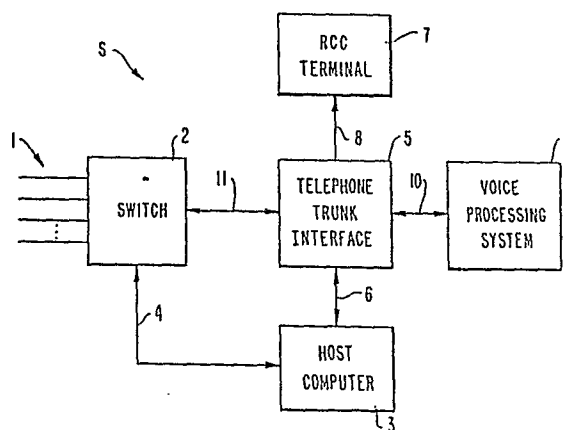 S
RCC
TERMINAL
7
1
2
8
5
SWITCH
11
TELEPHONE
TRUNK
INTERFACE
10
VOICE
PROCESSING
SYSTEM
4
6
HOST
COMPUTER
3